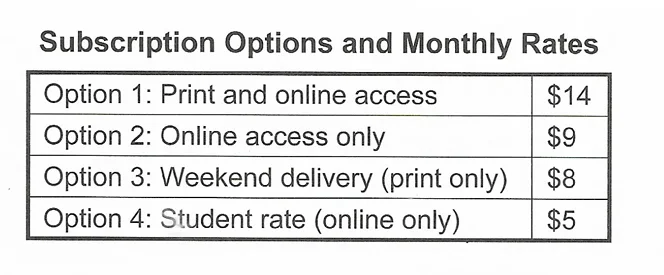 Subscription Options and Monthly Rates
Option 1: Print and online access $14
Option 2: Online access only $9
Option 3: Weekend delivery (print only) $8
Option 4: Student rate (online only) $5